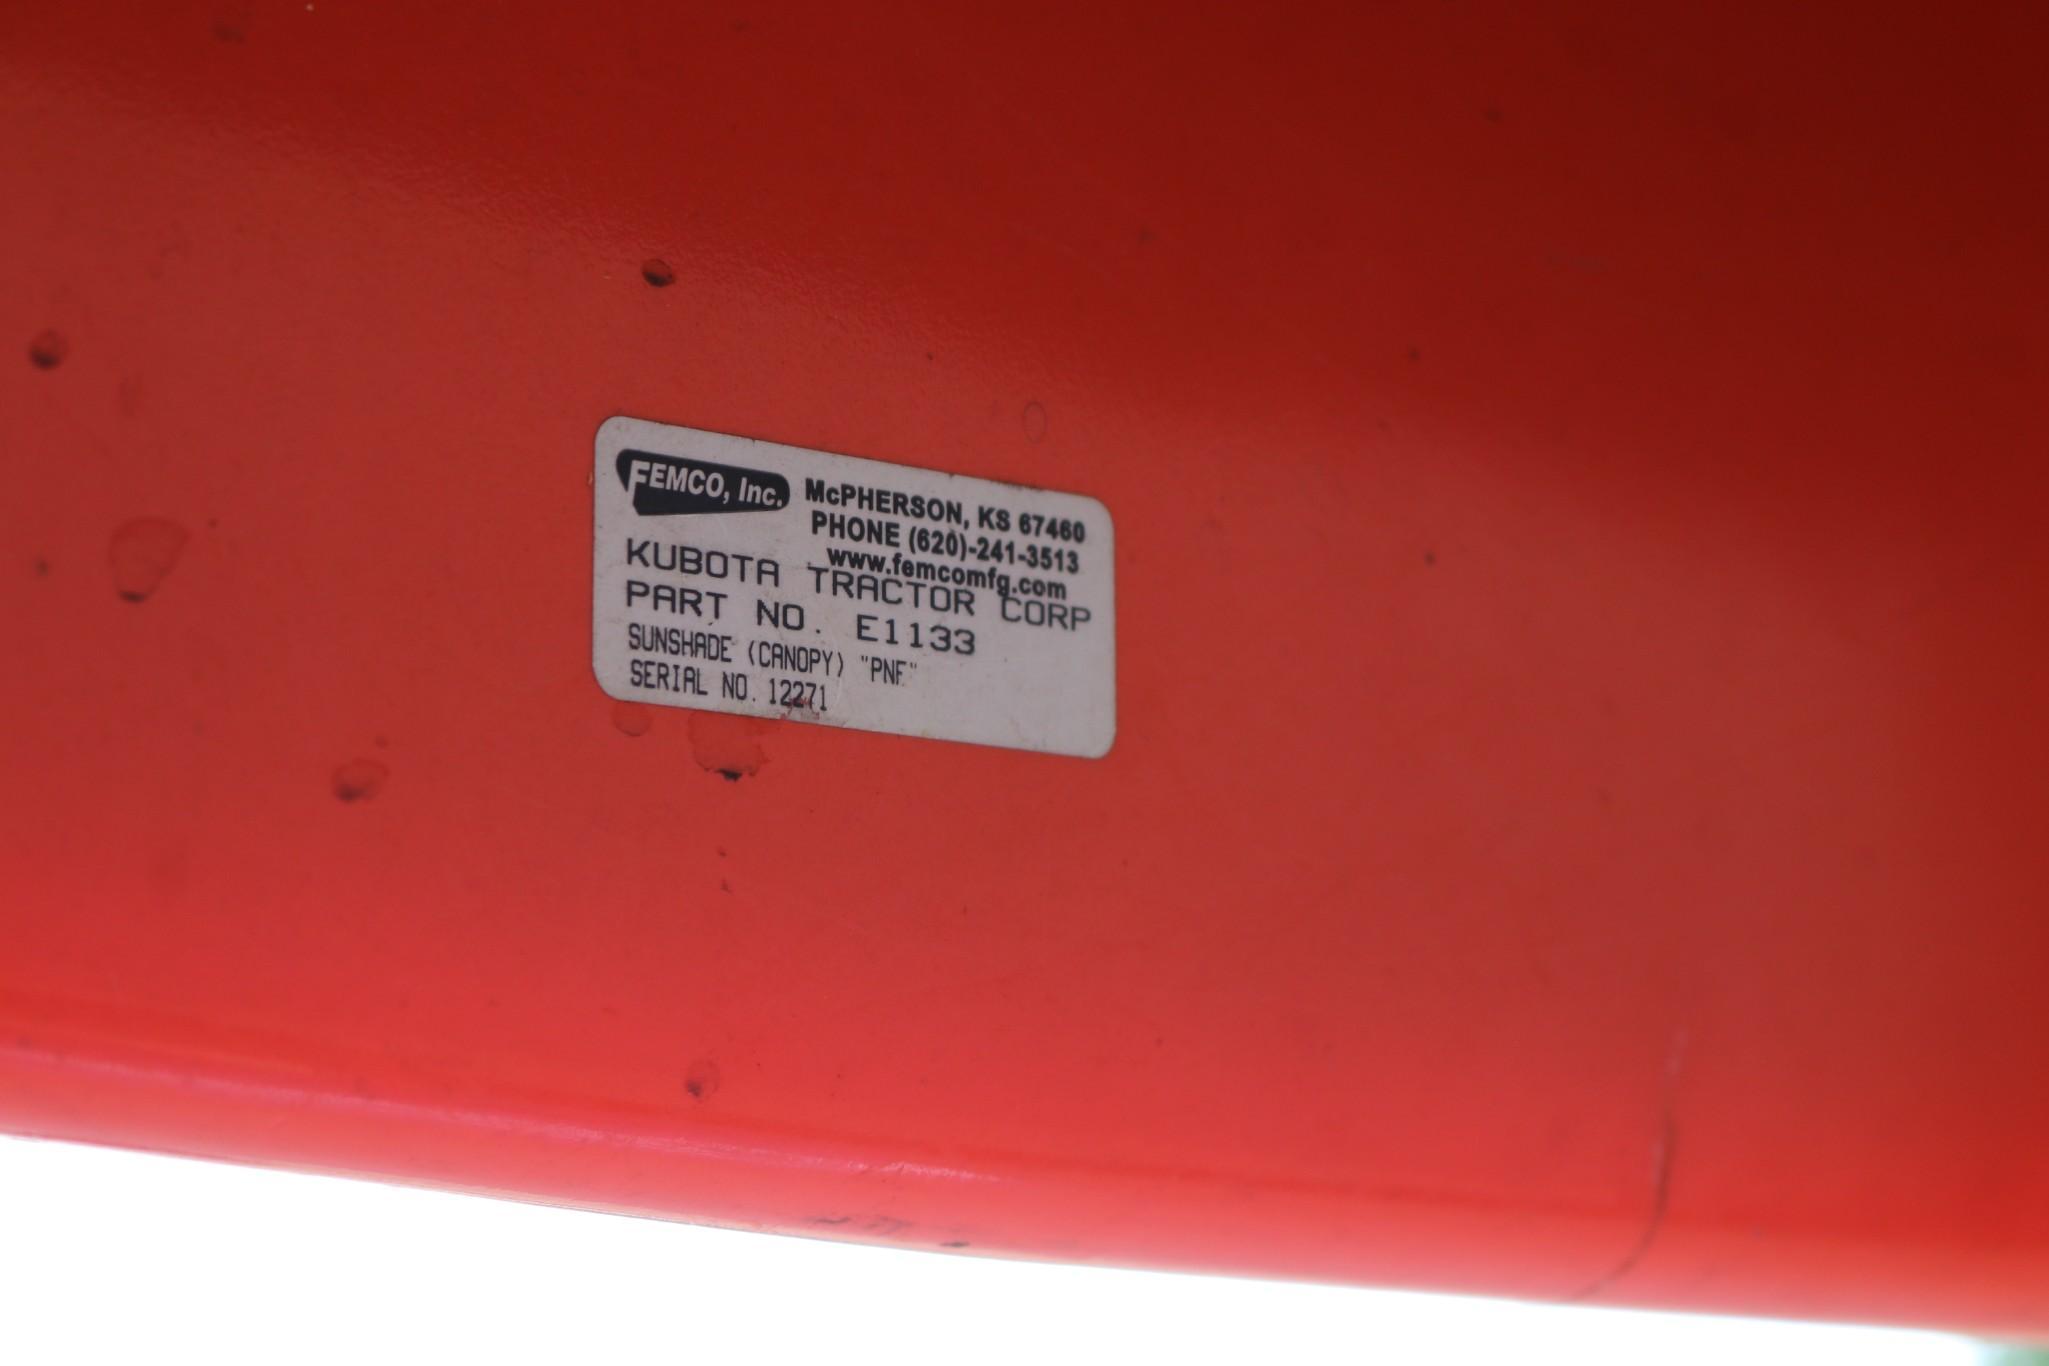 FEMCO, Inc.
McPHERSON, KS 67460
PHONE (620)-241-3513
www.femcomfg.com
KUBOTA TRACTOR CORP
PART NO. E1133
SUNSHADE (CANOPY) "PNF"
SERIAL NO. 12271